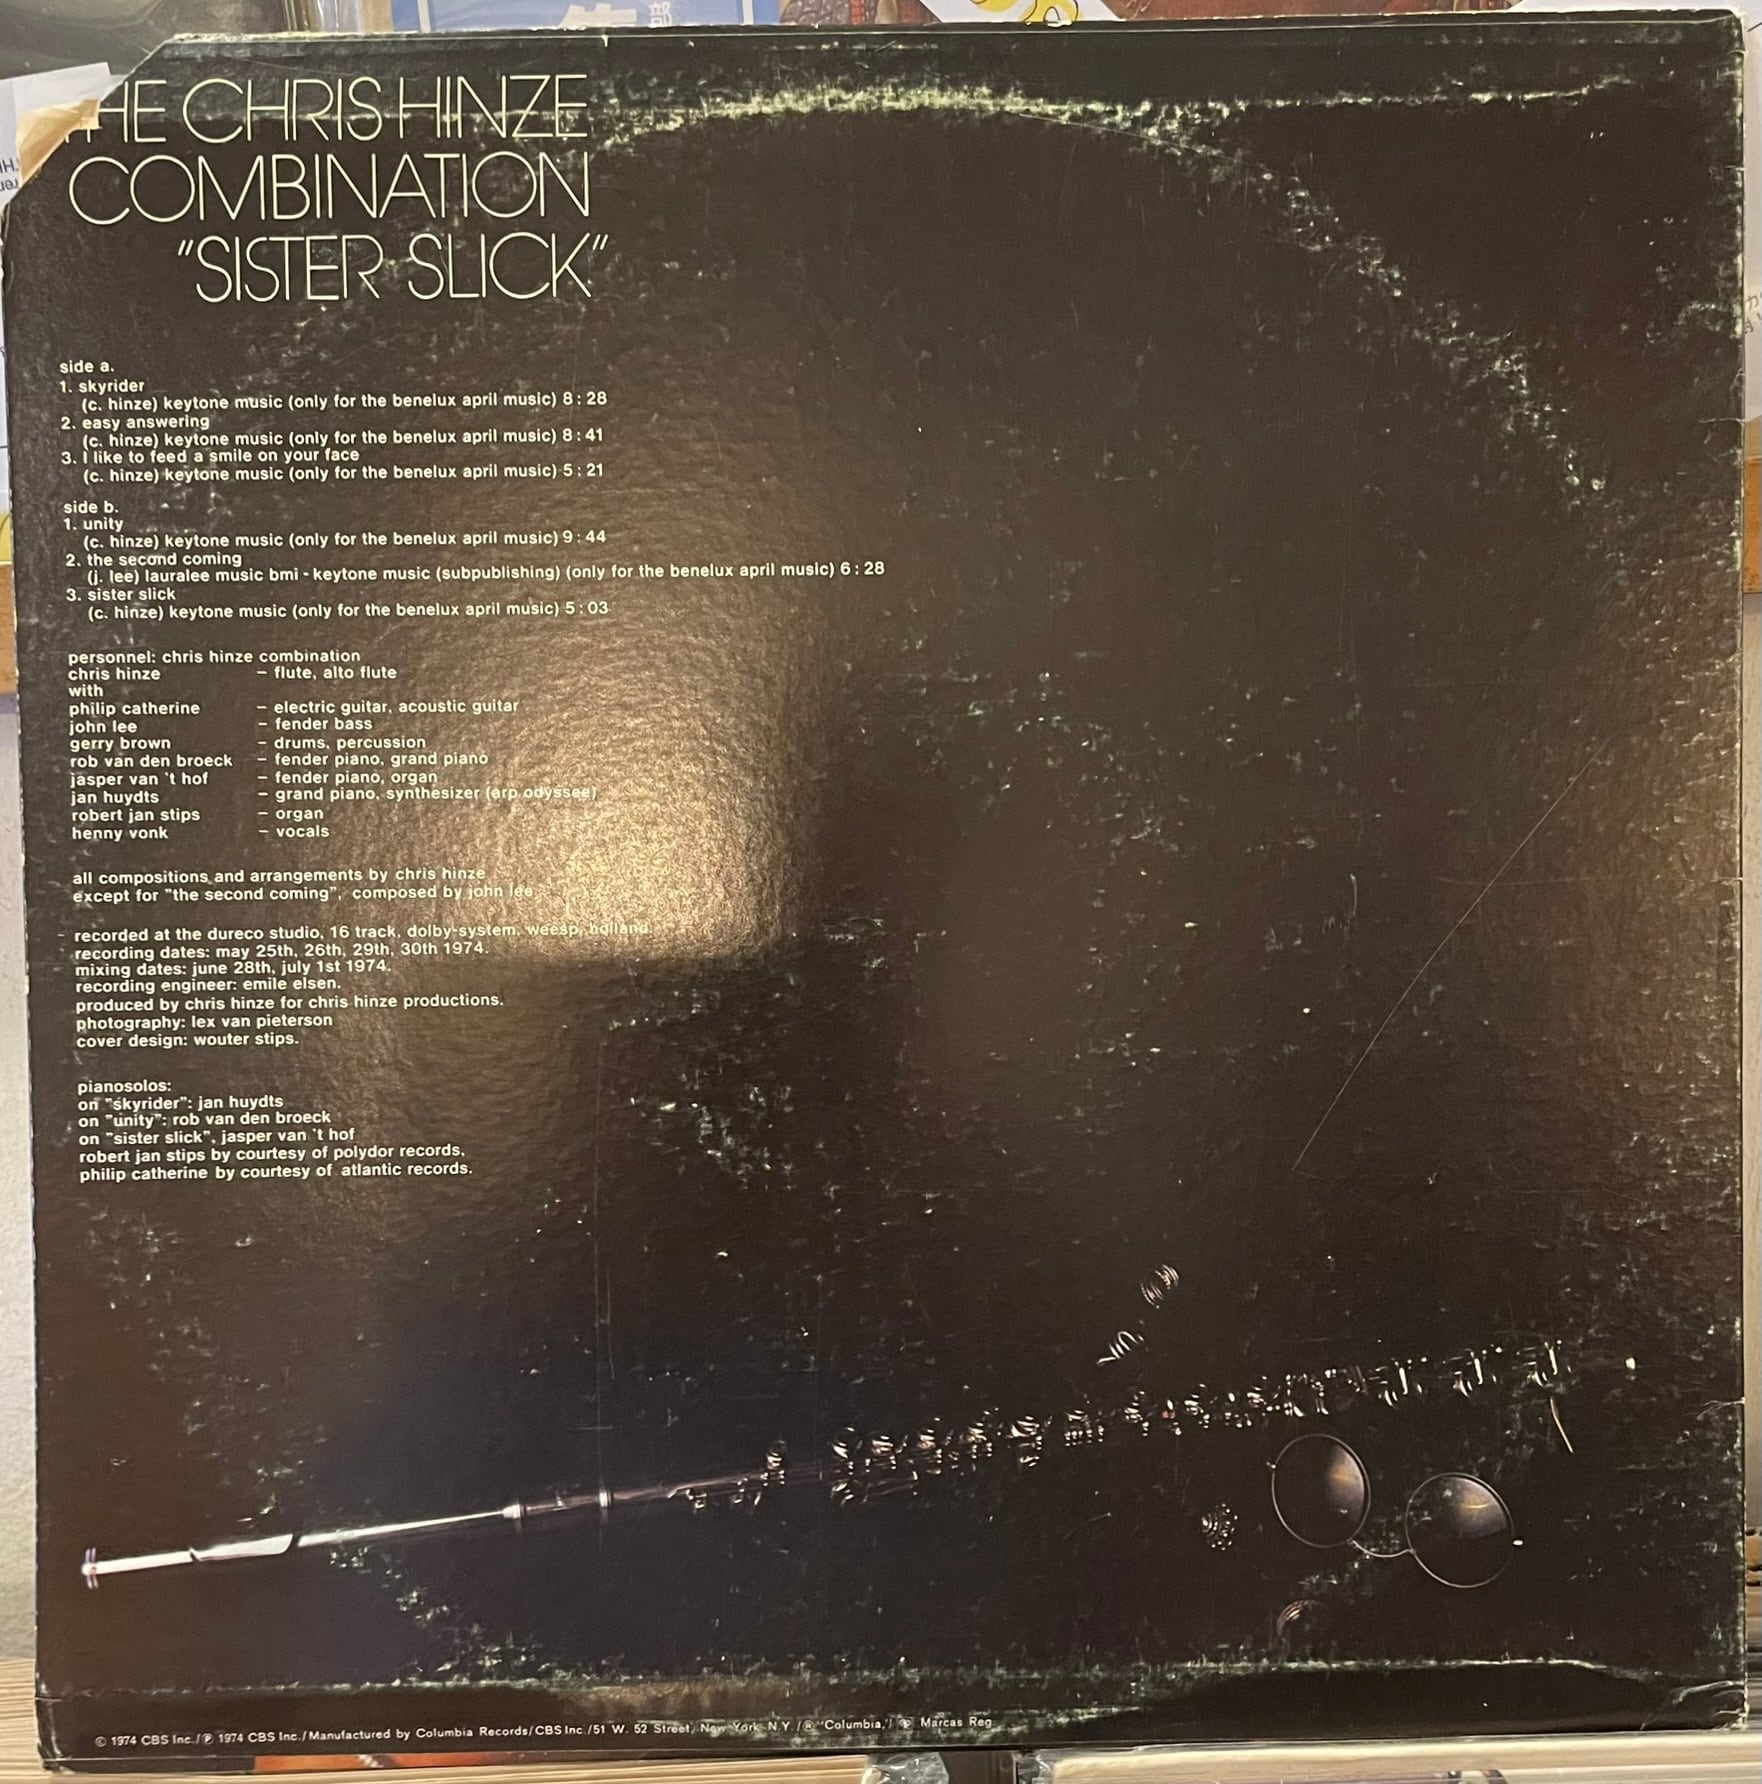 THE CHRIS HINZE
COMBINATION
"SISTER SLICK"
side a.
1. skyrider
(c. hinze) keytone music (only for the benelux april music) 8 : 28
2. easy answering
(c. hinze) keytone music (only for the benelux april music) 8 : 41
3. I like to feed a smile on your face
(c. hinze) keytone music (only for the benelux april music) 5 : 21
side b.
1. unity
(c. hinze) keytone music (only for the benelux april music) 9 : 44
2. the second coming
(j. lee) lauralee music bmi - keytone music (subpublishing) (only for the benelux april music) 6 : 28
3. sister slick
(c. hinze) keytone music (only for the benelux april music) 5 : 03
personnel: chris hinze combination
chris hinze – flute, alto flute
with
philip catherine – electric guitar, acoustic guitar
john lee – fender bass
gerry brown – drums, percussion
rob van den broeck – fender piano, grand piano
jasper van 't hof – fender piano, organ
jan huydts – grand piano, synthesizer (arp odyssee)
robert jan stips – organ
henny vonk – vocals
all compositions and arrangements by chris hinze
except for "the second coming", composed by john lee
recorded at the dureco studio, 16 track, dolby-system, weesp, holland.
recording dates: may 25th, 26th, 29th, 30th 1974.
mixing dates: june 28th, july 1st 1974.
recording engineer: emile elsen.
produced by chris hinze for chris hinze productions.
photography: lex van pieterson
cover design: wouter stips.
pianosolos:
on "skyrider": jan huydts
on "unity": rob van den broeck
on "sister slick", jasper van 't hof
robert jan stips by courtesy of polydor records.
philip catherine by courtesy of atlantic records.
© 1974 CBS Inc./℗ 1974 CBS Inc./Manufactured by Columbia Records/CBS Inc./51 W. 52 Street, New York, N.Y./® "Columbia," ℗ Marcas Reg.